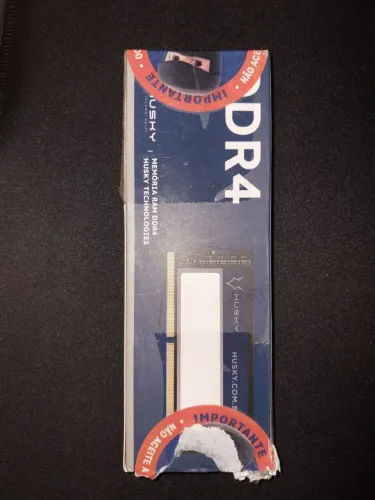 NÃO ACE
IMPORTANTE
DDR4
HUSKY
MEMÓRIA RAM DDR4
HUSKY TECHNOLOGIES
HUSKY
HUSKY.COM.B
IMPORTANTE
NÃO ACEITE A